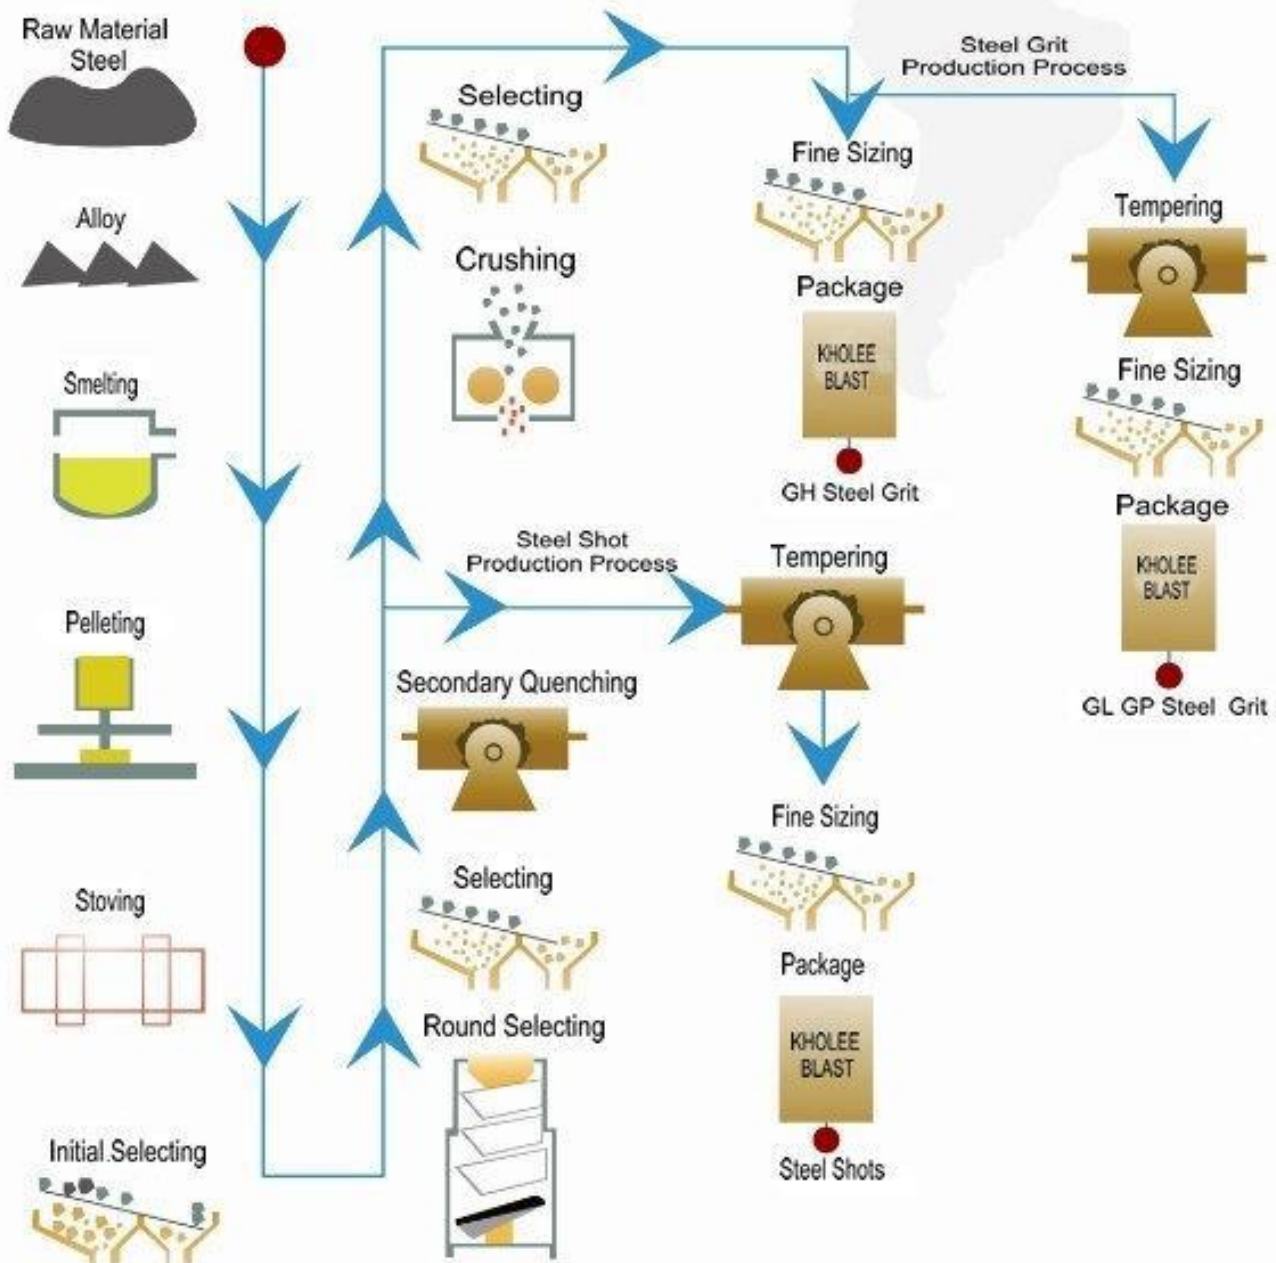 Raw Material
Steel
Alloy
Smelting
Pelleting
Stoving
Initial Selecting
Selecting
Crushing
Steel Shot
Production Process
Secondary Quenching
Selecting
Round Selecting
Steel Grit
Production Process
Fine Sizing
Package
KHOLEE
BLAST
GH Steel Grit
Tempering
Fine Sizing
Package
KHOLEE
BLAST
Steel Shots
Tempering
Fine Sizing
Package
KHOLEE
BLAST
GL GP Steel Grit